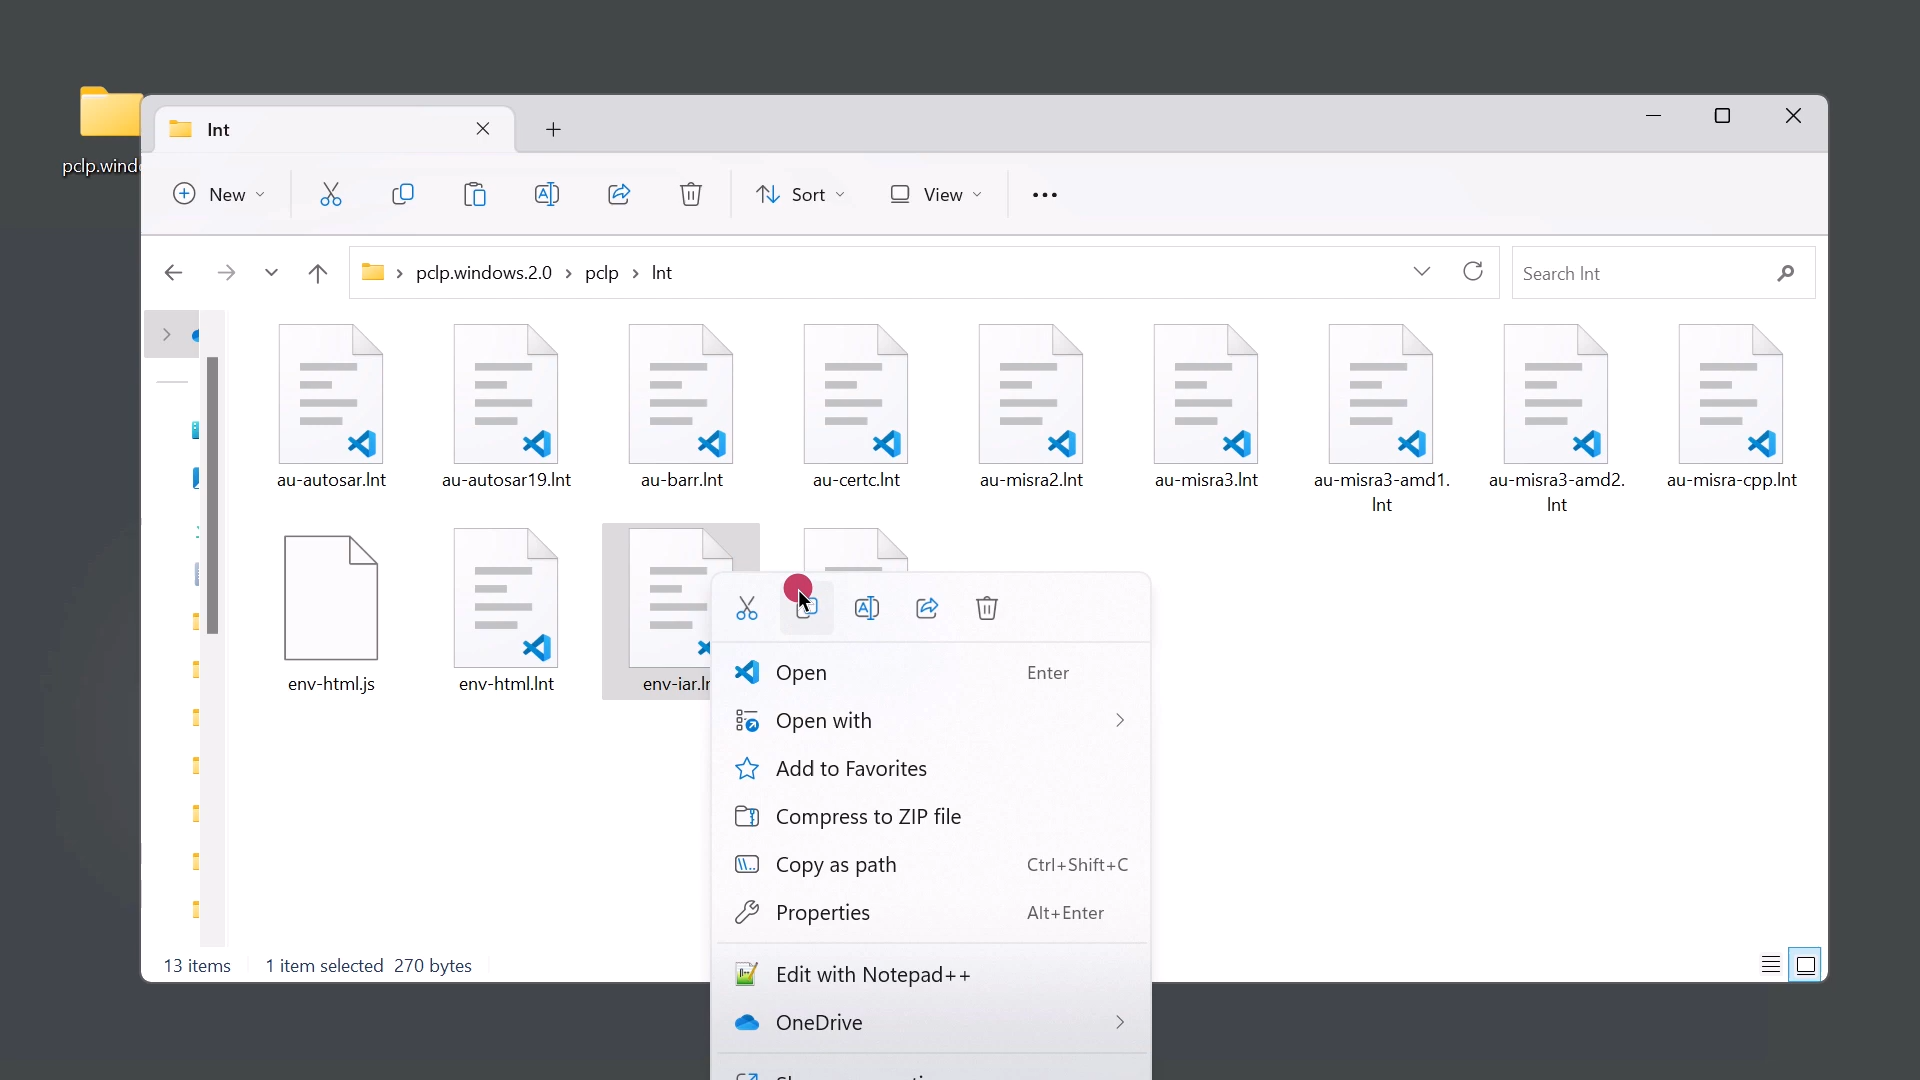 pclp.wind
lnt
New
Sort
View
pclp.windows.2.0 pclp lnt
Search lnt
au-autosar.lnt
au-autosar19.lnt
au-barr.lnt
au-certc.lnt
au-misra2.lnt
au-misra3.lnt
au-misra3-amd1.
lnt
au-misra3-amd2.
lnt
au-misra-cpp.lnt
env-html.js
env-html.lnt
env-iar.ln
Open Enter
Open with
Add to Favorites
Compress to ZIP file
Copy as path Ctrl+Shift+C
Properties Alt+Enter
Edit with Notepad++
OneDrive
13 items 1 item selected 270 bytes